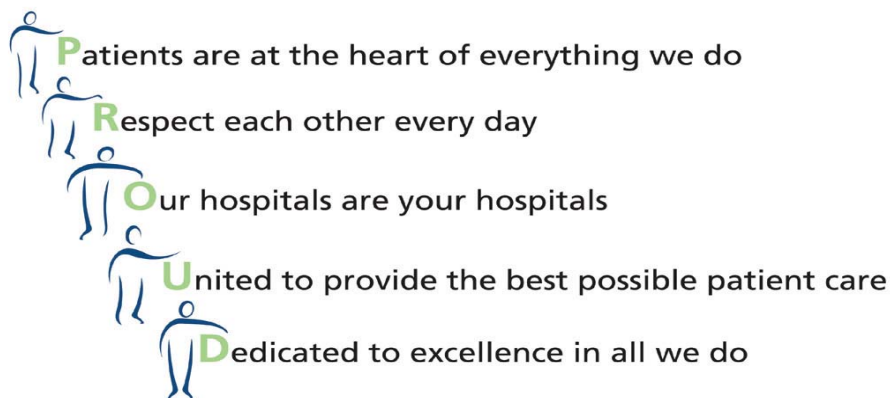 Patients are at the heart of everything we do
Respect each other every day
Our hospitals are your hospitals
United to provide the best possible patient care
Dedicated to excellence in all we do